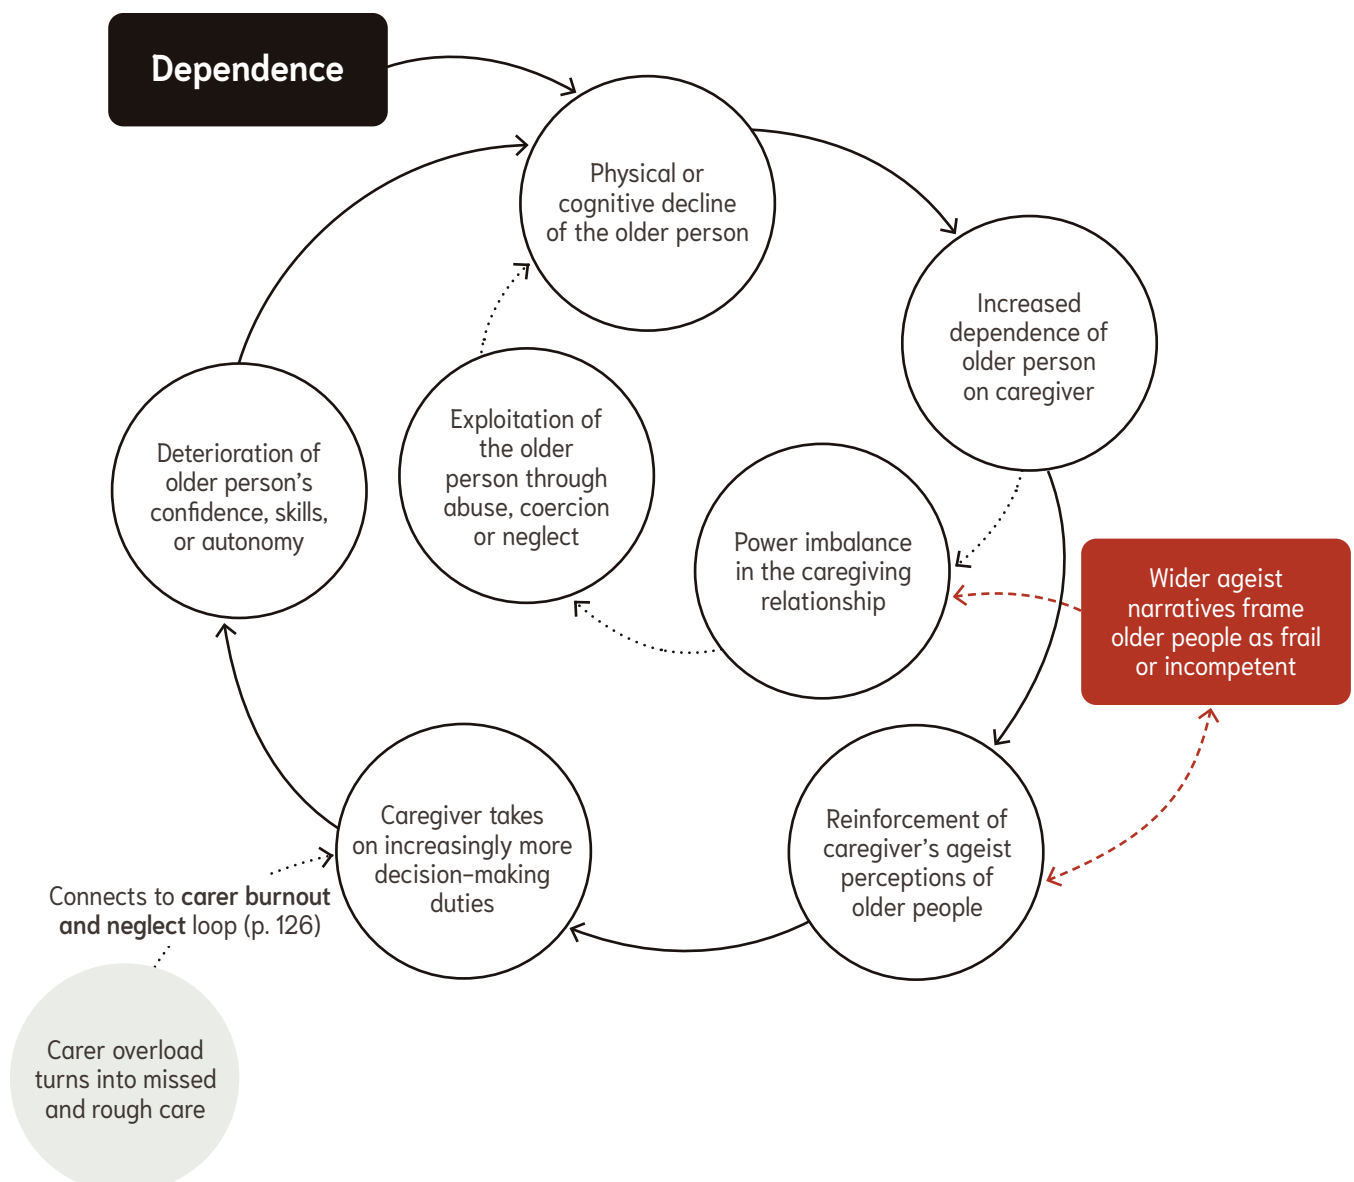 Dependence
Physical or
cognitive decline
of the older person
Increased
dependence of
older person
on caregiver
Exploitation of
the older
person through
abuse, coercion
or neglect
Deterioration of
older person’s
confidence, skills,
or autonomy
Power imbalance
in the caregiving
relationship
Wider ageist
narratives frame
older people as frail
or incompetent
Caregiver takes
on increasingly more
decision-making
duties
Reinforcement of
caregiver’s ageist
perceptions of
older people
Connects to carer burnout
and neglect loop (p. 126)
Carer overload
turns into missed
and rough care